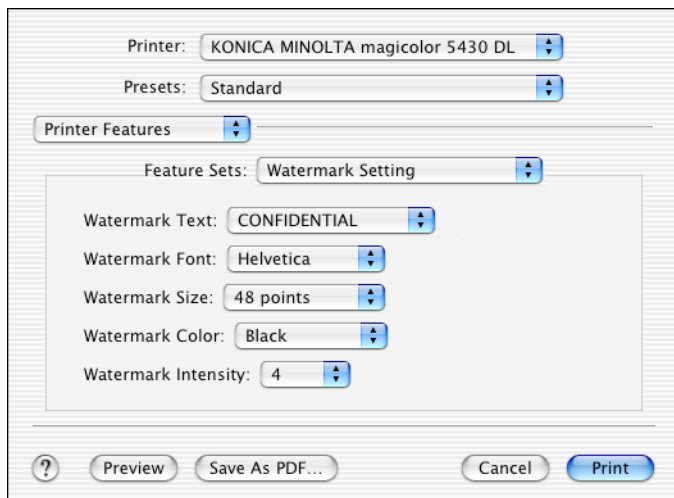 Printer: KONICA MINOLTA magicolor 5430 DL
Presets: Standard
Printer Features
Feature Sets: Watermark Setting
Watermark Text: CONFIDENTIAL
Watermark Font: Helvetica
Watermark Size: 48 points
Watermark Color: Black
Watermark Intensity: 4
? Preview Save As PDF... Cancel Print